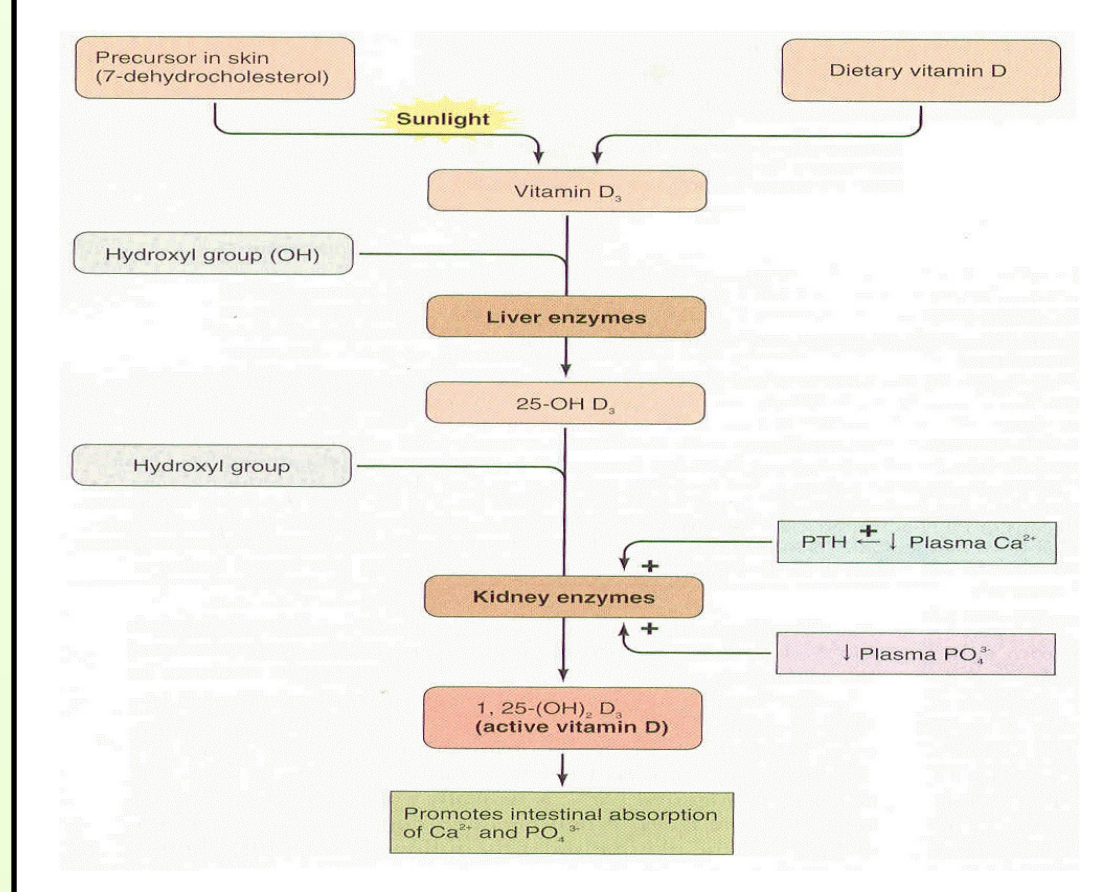 Precursor in skin
(7-dehydrocholesterol)
Dietary vitamin D
Sunlight
Vitamin D₃
Hydroxyl group (OH)
Liver enzymes
25-OH D₃
Hydroxyl group
PTH +← ↓ Plasma Ca²⁺
+
Kidney enzymes
+
↓ Plasma PO₄³⁻
1, 25-(OH)₂ D₃
(active vitamin D)
Promotes intestinal absorption
of Ca²⁺ and PO₄³⁻